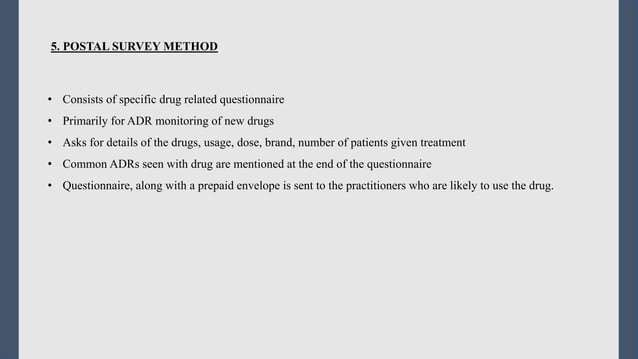 5. POSTAL SURVEY METHOD
• Consists of specific drug related questionnaire
• Primarily for ADR monitoring of new drugs
• Asks for details of the drugs, usage, dose, brand, number of patients given treatment
• Common ADRs seen with drug are mentioned at the end of the questionnaire
• Questionnaire, along with a prepaid envelope is sent to the practitioners who are likely to use the drug.